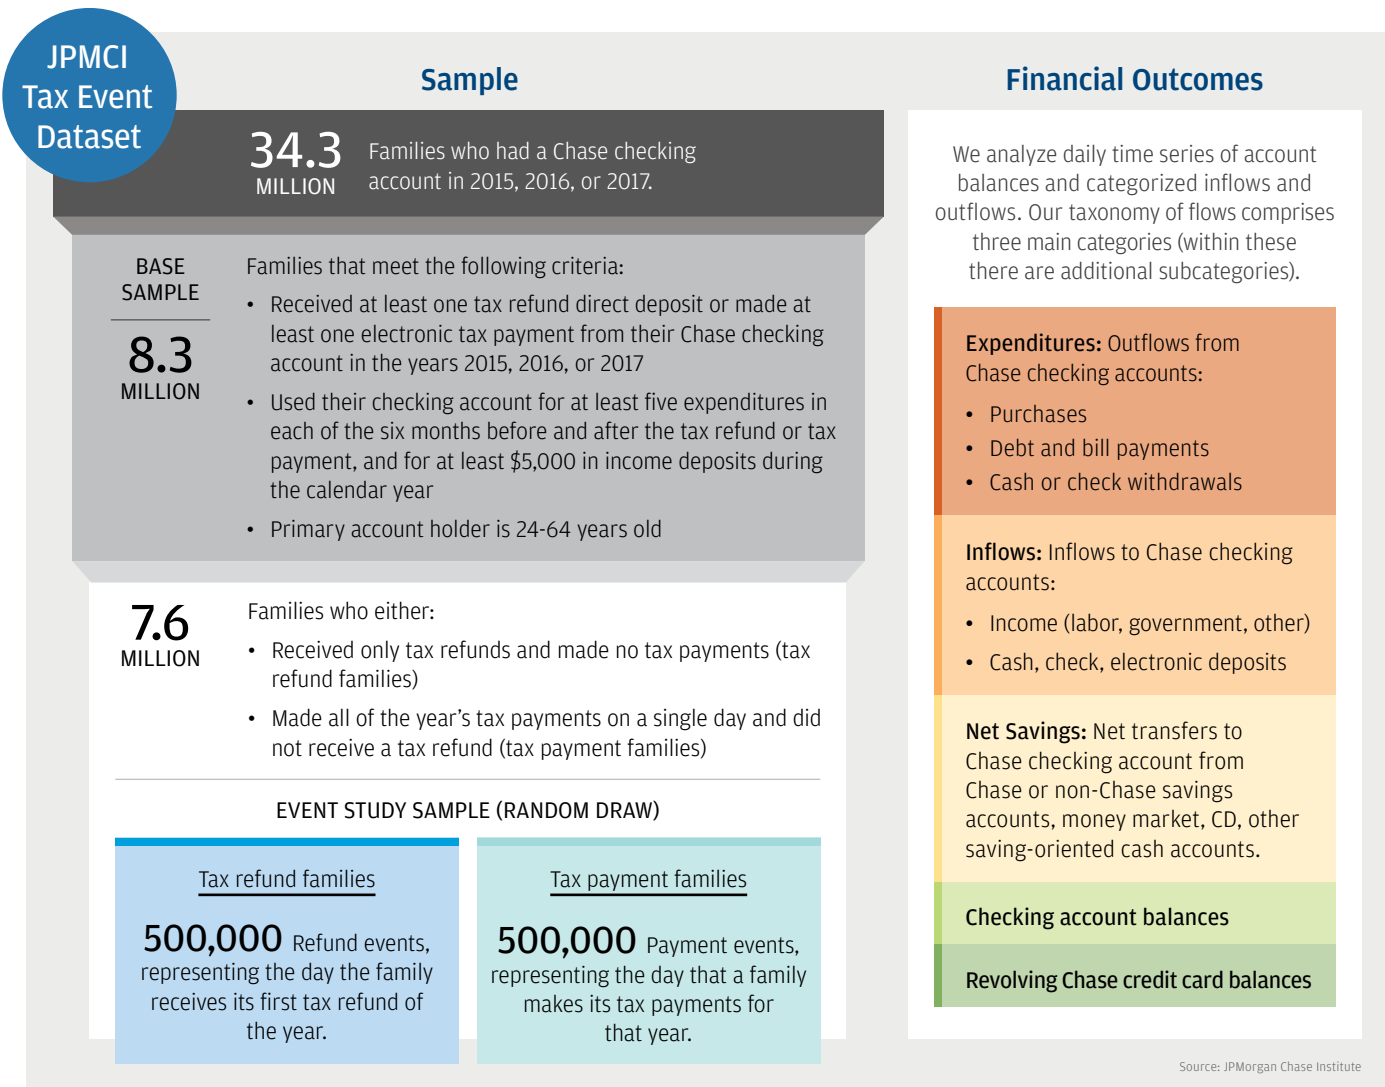 JPMCI
Tax Event
Dataset
Sample
34.3
MILLION
Families who had a Chase checking
account in 2015, 2016, or 2017.
BASE
SAMPLE
8.3
MILLION
Families that meet the following criteria:
• Received at least one tax refund direct deposit or made at
least one electronic tax payment from their Chase checking
account in the years 2015, 2016, or 2017
• Used their checking account for at least five expenditures in
each of the six months before and after the tax refund or tax
payment, and for at least $5,000 in income deposits during
the calendar year
• Primary account holder is 24-64 years old
7.6
MILLION
Families who either:
• Received only tax refunds and made no tax payments (tax
refund families)
• Made all of the year's tax payments on a single day and did
not receive a tax refund (tax payment families)
EVENT STUDY SAMPLE (RANDOM DRAW)
Tax refund families
500,000 Refund events,
representing the day the family
receives its first tax refund of
the year.
Tax payment families
500,000 Payment events,
representing the day that a family
makes its tax payments for
that year.
Financial Outcomes
We analyze daily time series of account
balances and categorized inflows and
outflows. Our taxonomy of flows comprises
three main categories (within these
there are additional subcategories).
Expenditures: Outflows from
Chase checking accounts:
• Purchases
• Debt and bill payments
• Cash or check withdrawals
Inflows: Inflows to Chase checking
accounts:
• Income (labor, government, other)
• Cash, check, electronic deposits
Net Savings: Net transfers to
Chase checking account from
Chase or non-Chase savings
accounts, money market, CD, other
saving-oriented cash accounts.
Checking account balances
Revolving Chase credit card balances
Source: JPMorgan Chase Institute